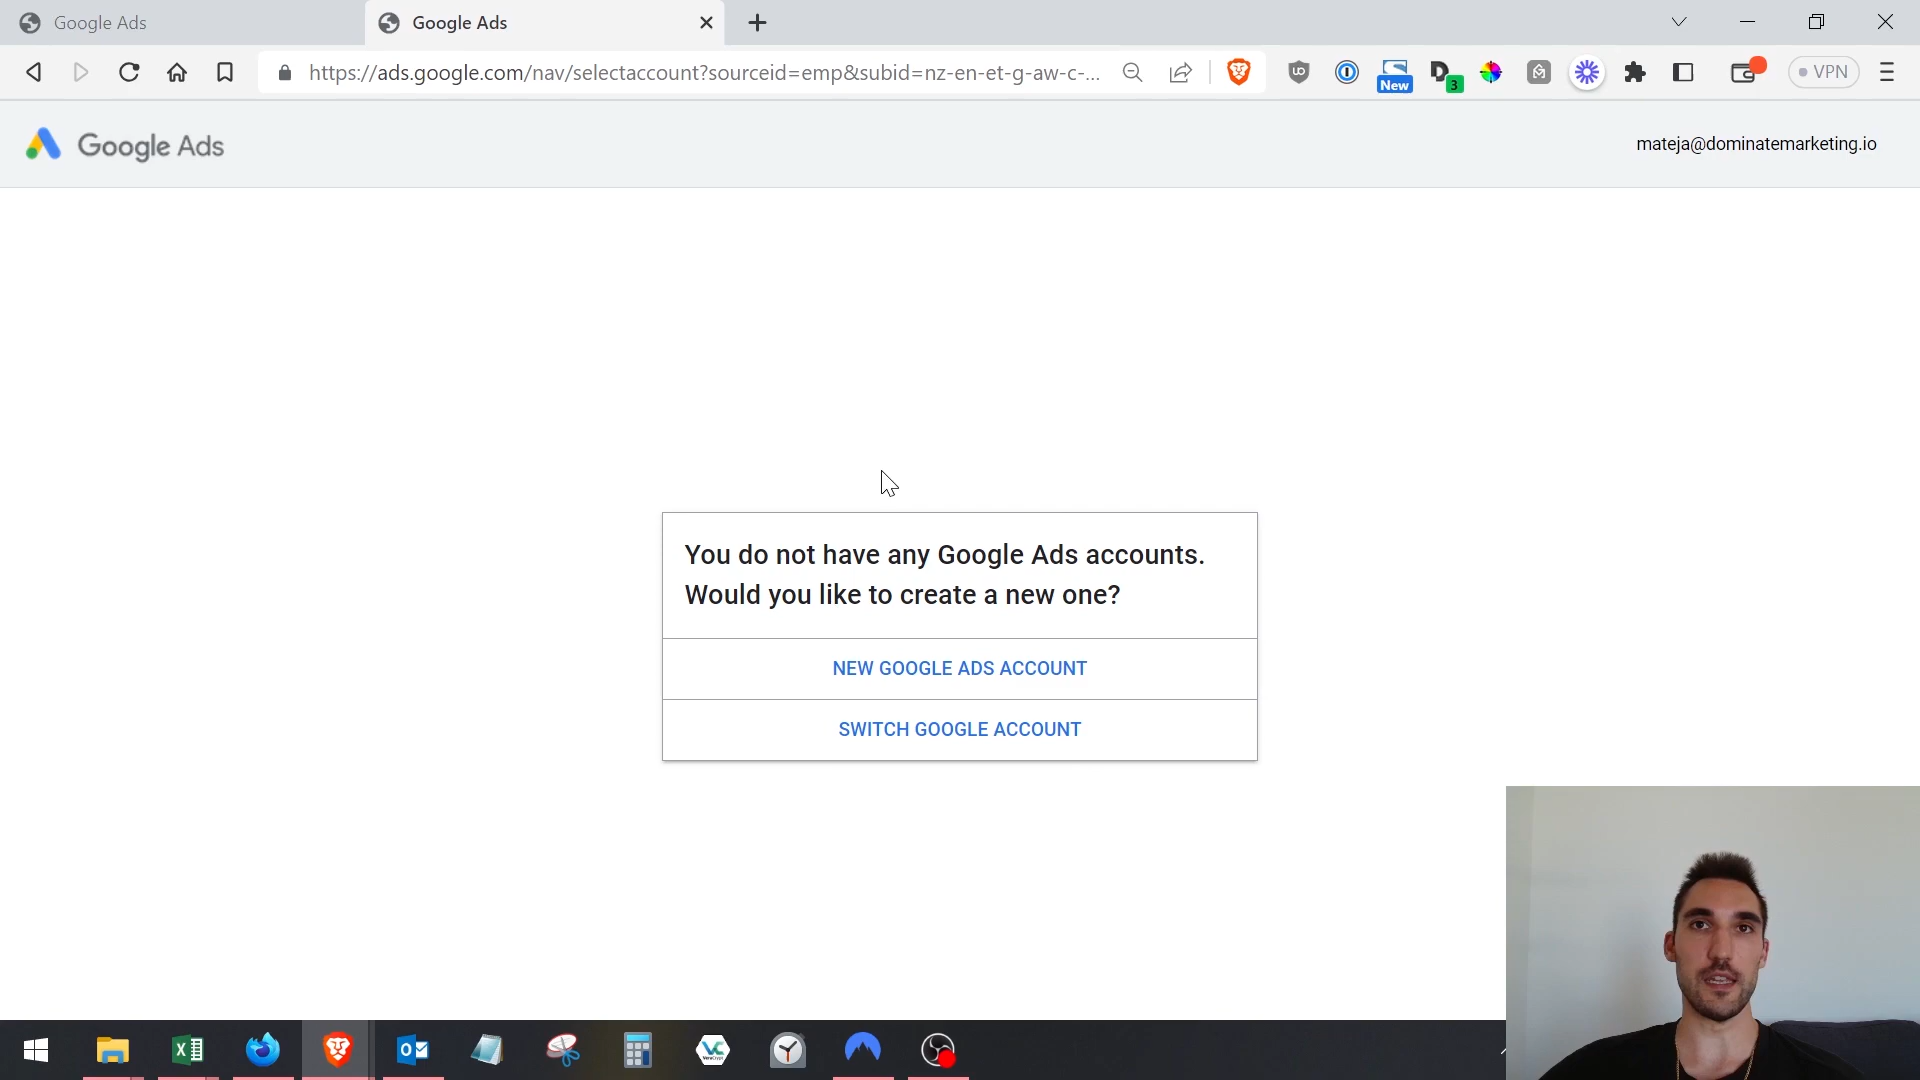 Google Ads
Google Ads
https://ads.google.com/nav/selectaccount?sourceid=emp&subid=nz-en-et-g-aw-c-...
New
3
VPN
Google Ads
mateja@dominatemarketing.io
You do not have any Google Ads accounts.
Would you like to create a new one?
NEW GOOGLE ADS ACCOUNT
SWITCH GOOGLE ACCOUNT